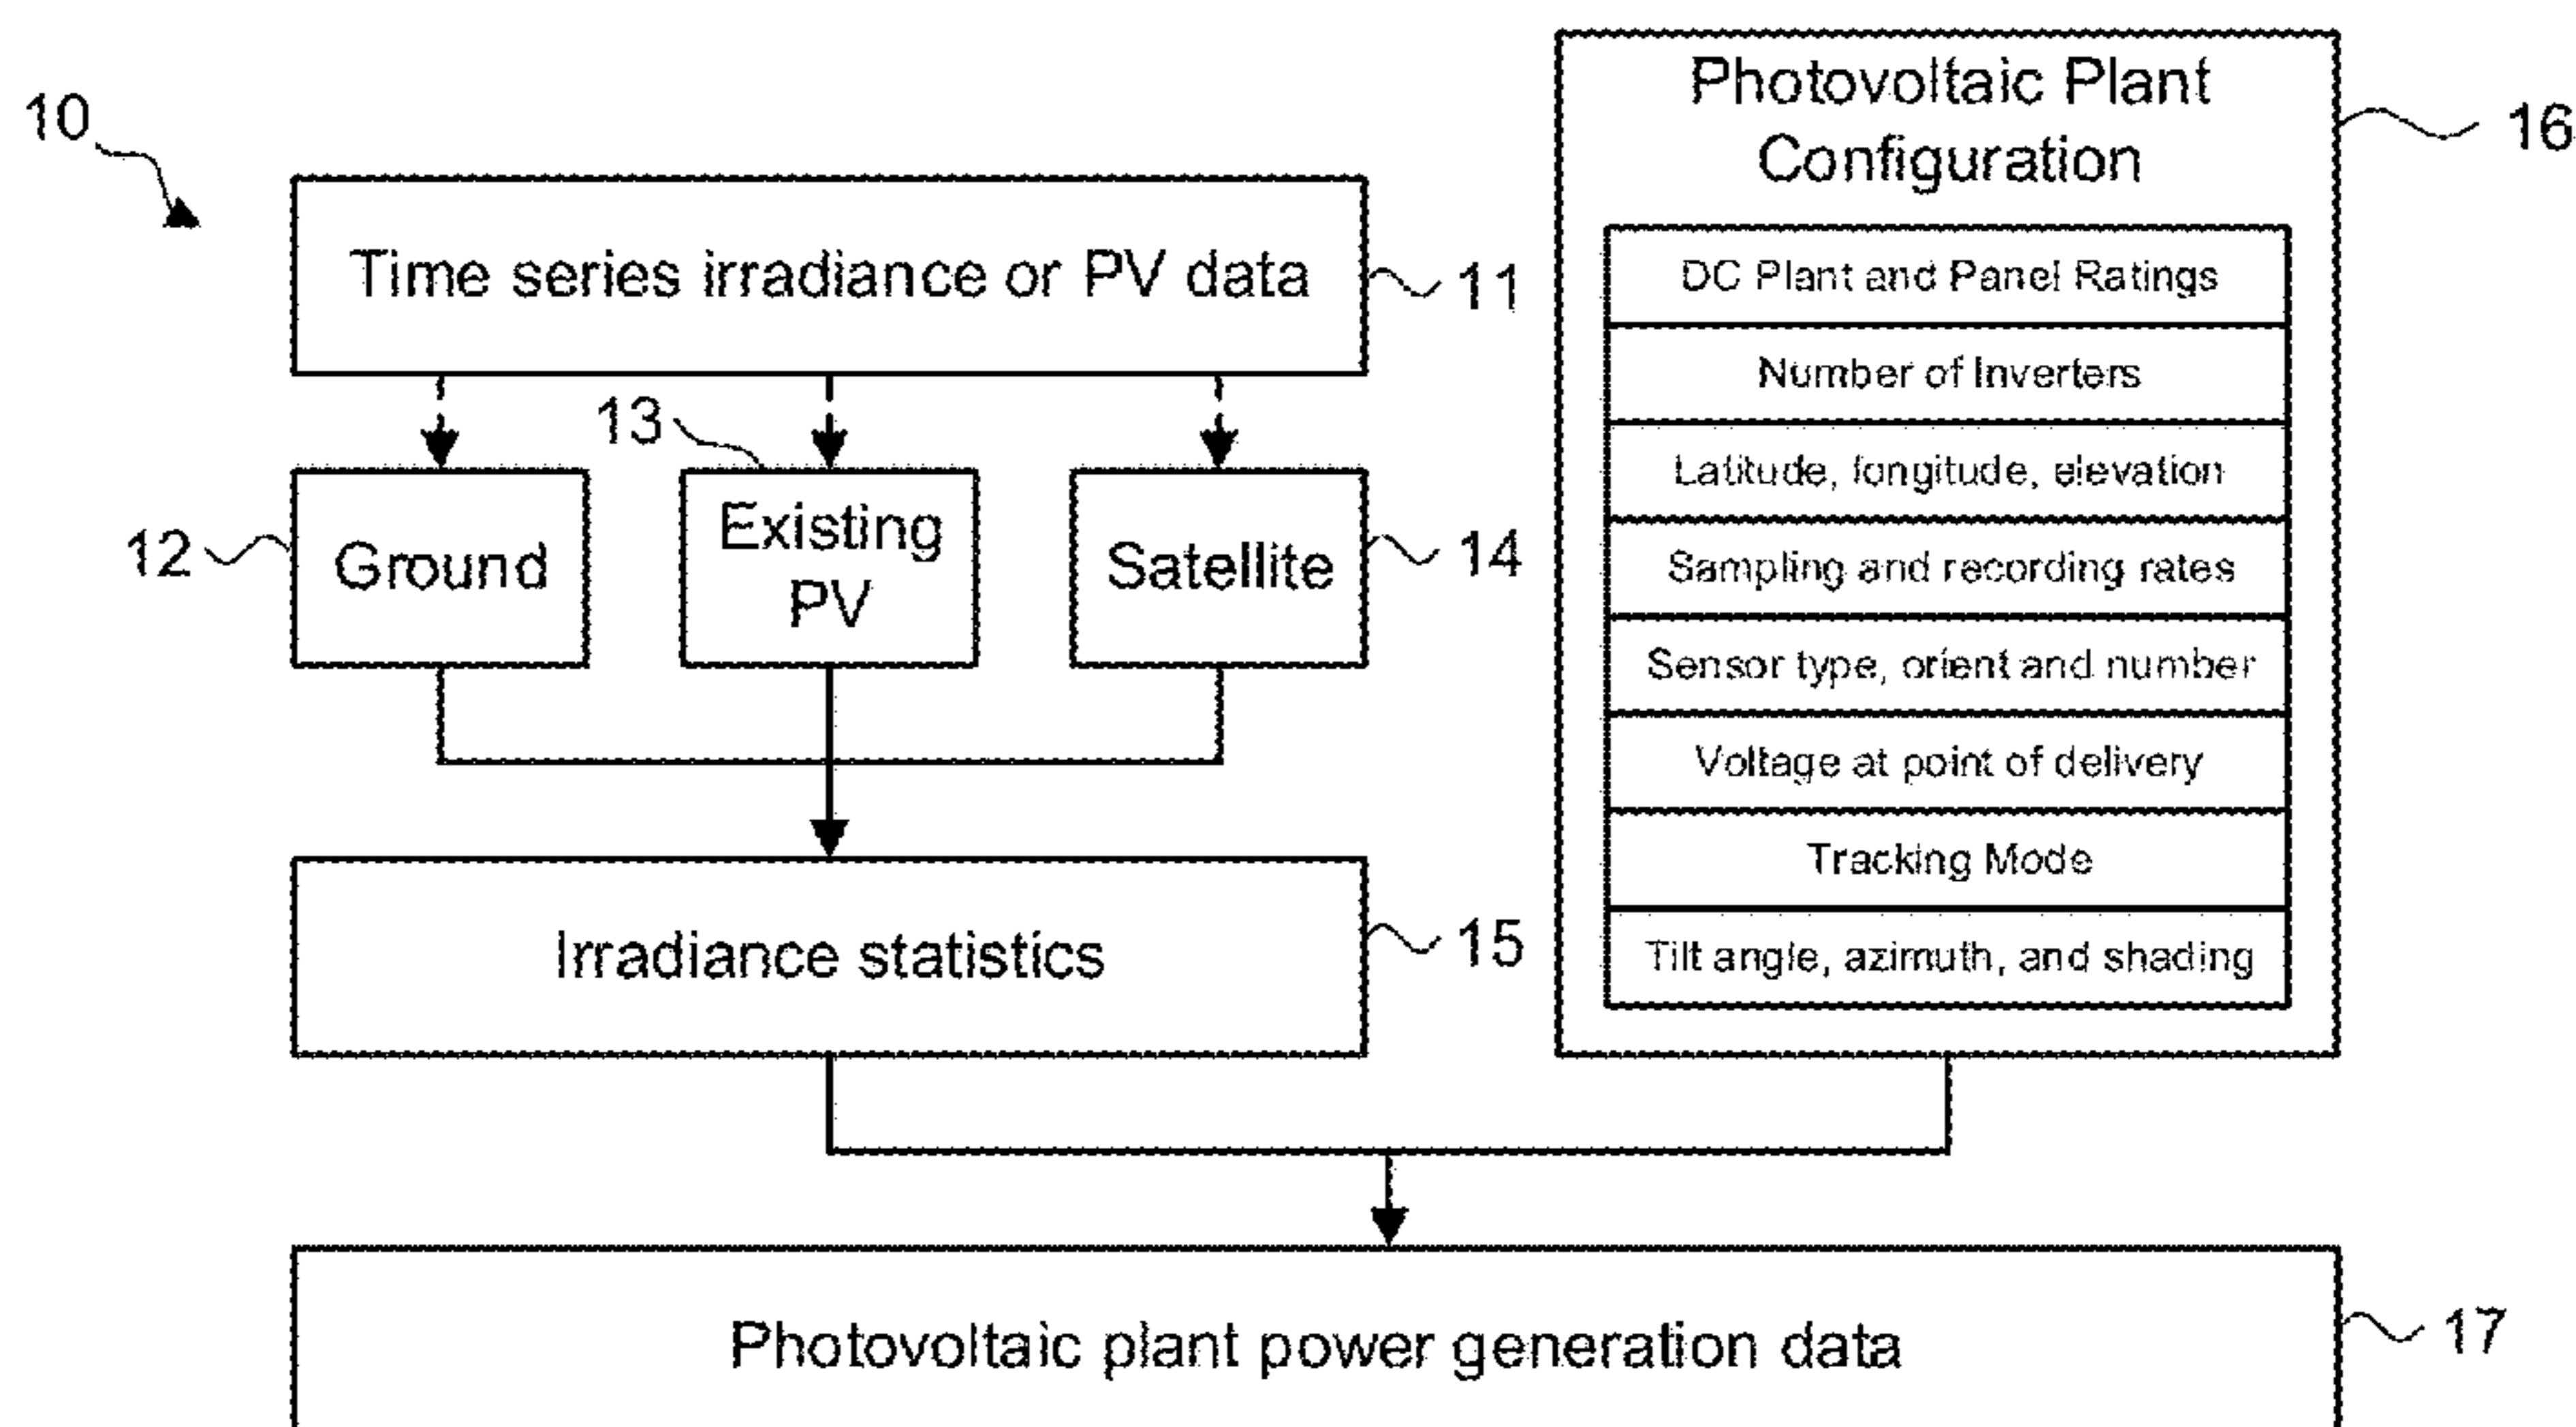 10
Time series irradiance or PV data
11
12
Ground
13
Existing
PV
Satellite
14
Irradiance statistics
15
Photovoltaic Plant
Configuration
16
DC Plant and Panel Ratings
Number of Inverters
Latitude, longitude, elevation
Sampling and recording rates
Sensor type, orient and number
Voltage at point of delivery
Tracking Mode
Tilt angle, azimuth, and shading
Photovoltaic plant power generation data
17